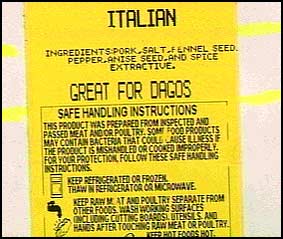 ITALIAN
INGREDIENTS:PORK,SALT,FENNEL SEED,
PEPPER,ANISE SEED,AND SPICE
EXTRACTIVE.
GREAT FOR DAGOS
SAFE HANDLING INSTRUCTIONS
THIS PRODUCT WAS PREPARED FROM INSPECTED AND
PASSED MEAT AND/OR POULTRY. SOME FOOD PRODUCTS
MAY CONTAIN BACTERIA THAT COUL  AUSE ILLNESS IF
THE PRODUCT IS MISHANDLED OR COOKED IMPROPERLY.
FOR YOUR PROTECTION, FOLLOW THESE SAFE HANDLING
INSTRUCTIONS.
KEEP REFRIGERATED OR FROZEN.
THAW IN REFRIGERATOR OR MICROWAVE.
KEEP RAW MEAT AND POULTRY SEPARATE FROM
OTHER FOODS. WASH WORKING SURFACES
(INCLUDING CUTTING BOARDS), UTENSILS, AND
HANDS AFTER TOUCHING RAW MEAT OR POULTRY.
KEEP HOT FOODS HOT.